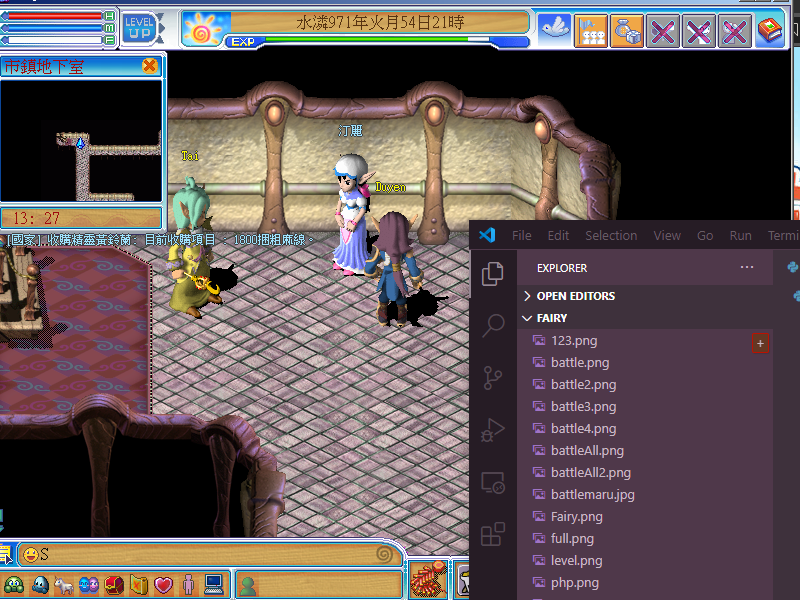 H
M
F
LEVEL
UP
水濤971年火月54日21時
EXP
市鎮地下室
汀麗
Tai
Duyen
13: 27
[國家],收購精靈黃鈴蘭: 目前收購項目、 1800捆粗麻線。
File Edit Selection View Go Run Termi
EXPLORER
...
OPEN EDITORS
FAIRY
123.png
+
battle.png
battle2.png
battle3.png
battle4.png
battleAll.png
battleAll2.png
battlemaru.jpg
Fairy.png
full.png
level.png
php.png
S